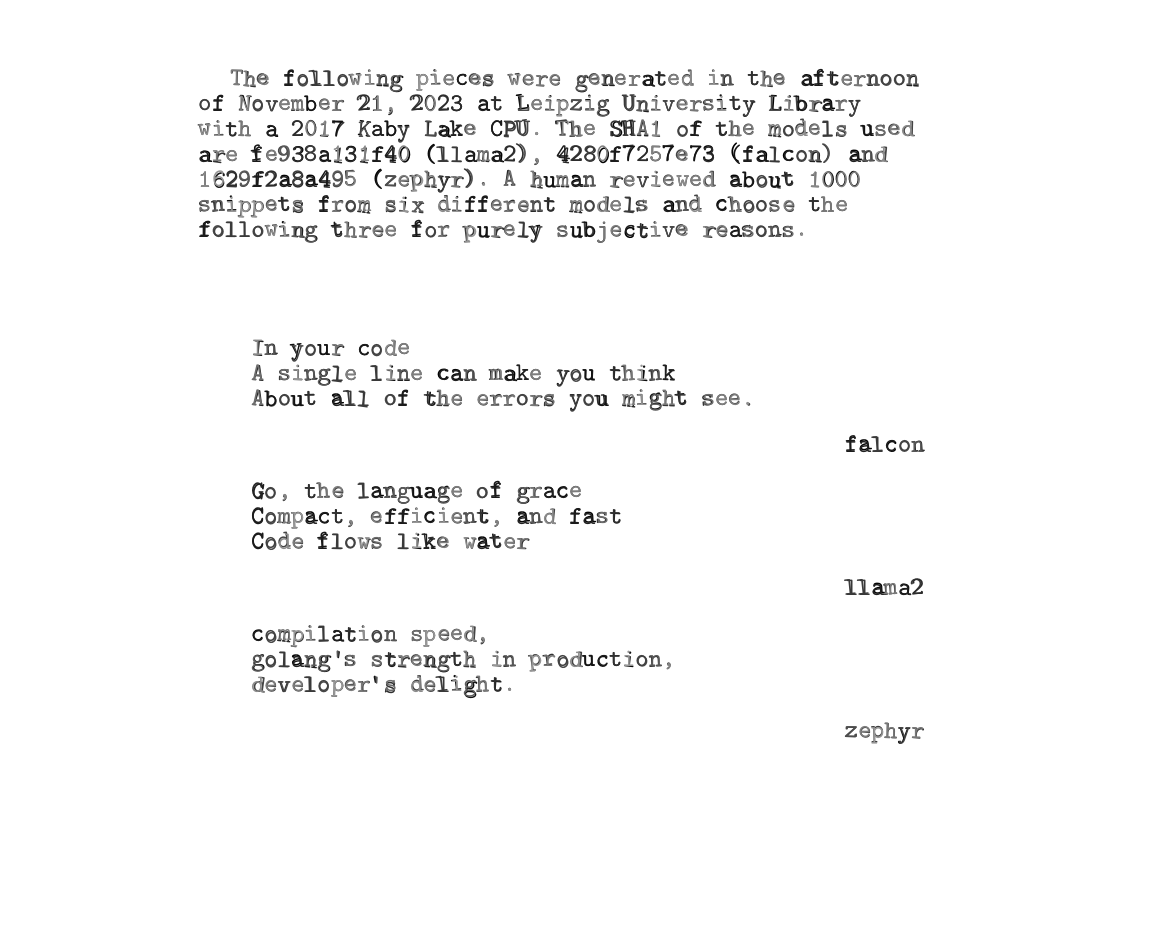 The following pieces were generated in the afternoon
of November 21, 2023 at Leipzig University Library
with a 2017 Kaby Lake CPU. The SHA1 of the models used
are fe938a131f40 (llama2), 4280f7257e73 (falcon) and
1629f2a8a495 (zephyr). A human reviewed about 1000
snippets from six different models and choose the
following three for purely subjective reasons.
In your code
A single line can make you think
About all of the errors you might see.
falcon
Go, the language of grace
Compact, efficient, and fast
Code flows like water
llama2
compilation speed,
golang's strength in production,
developer's delight.
zephyr